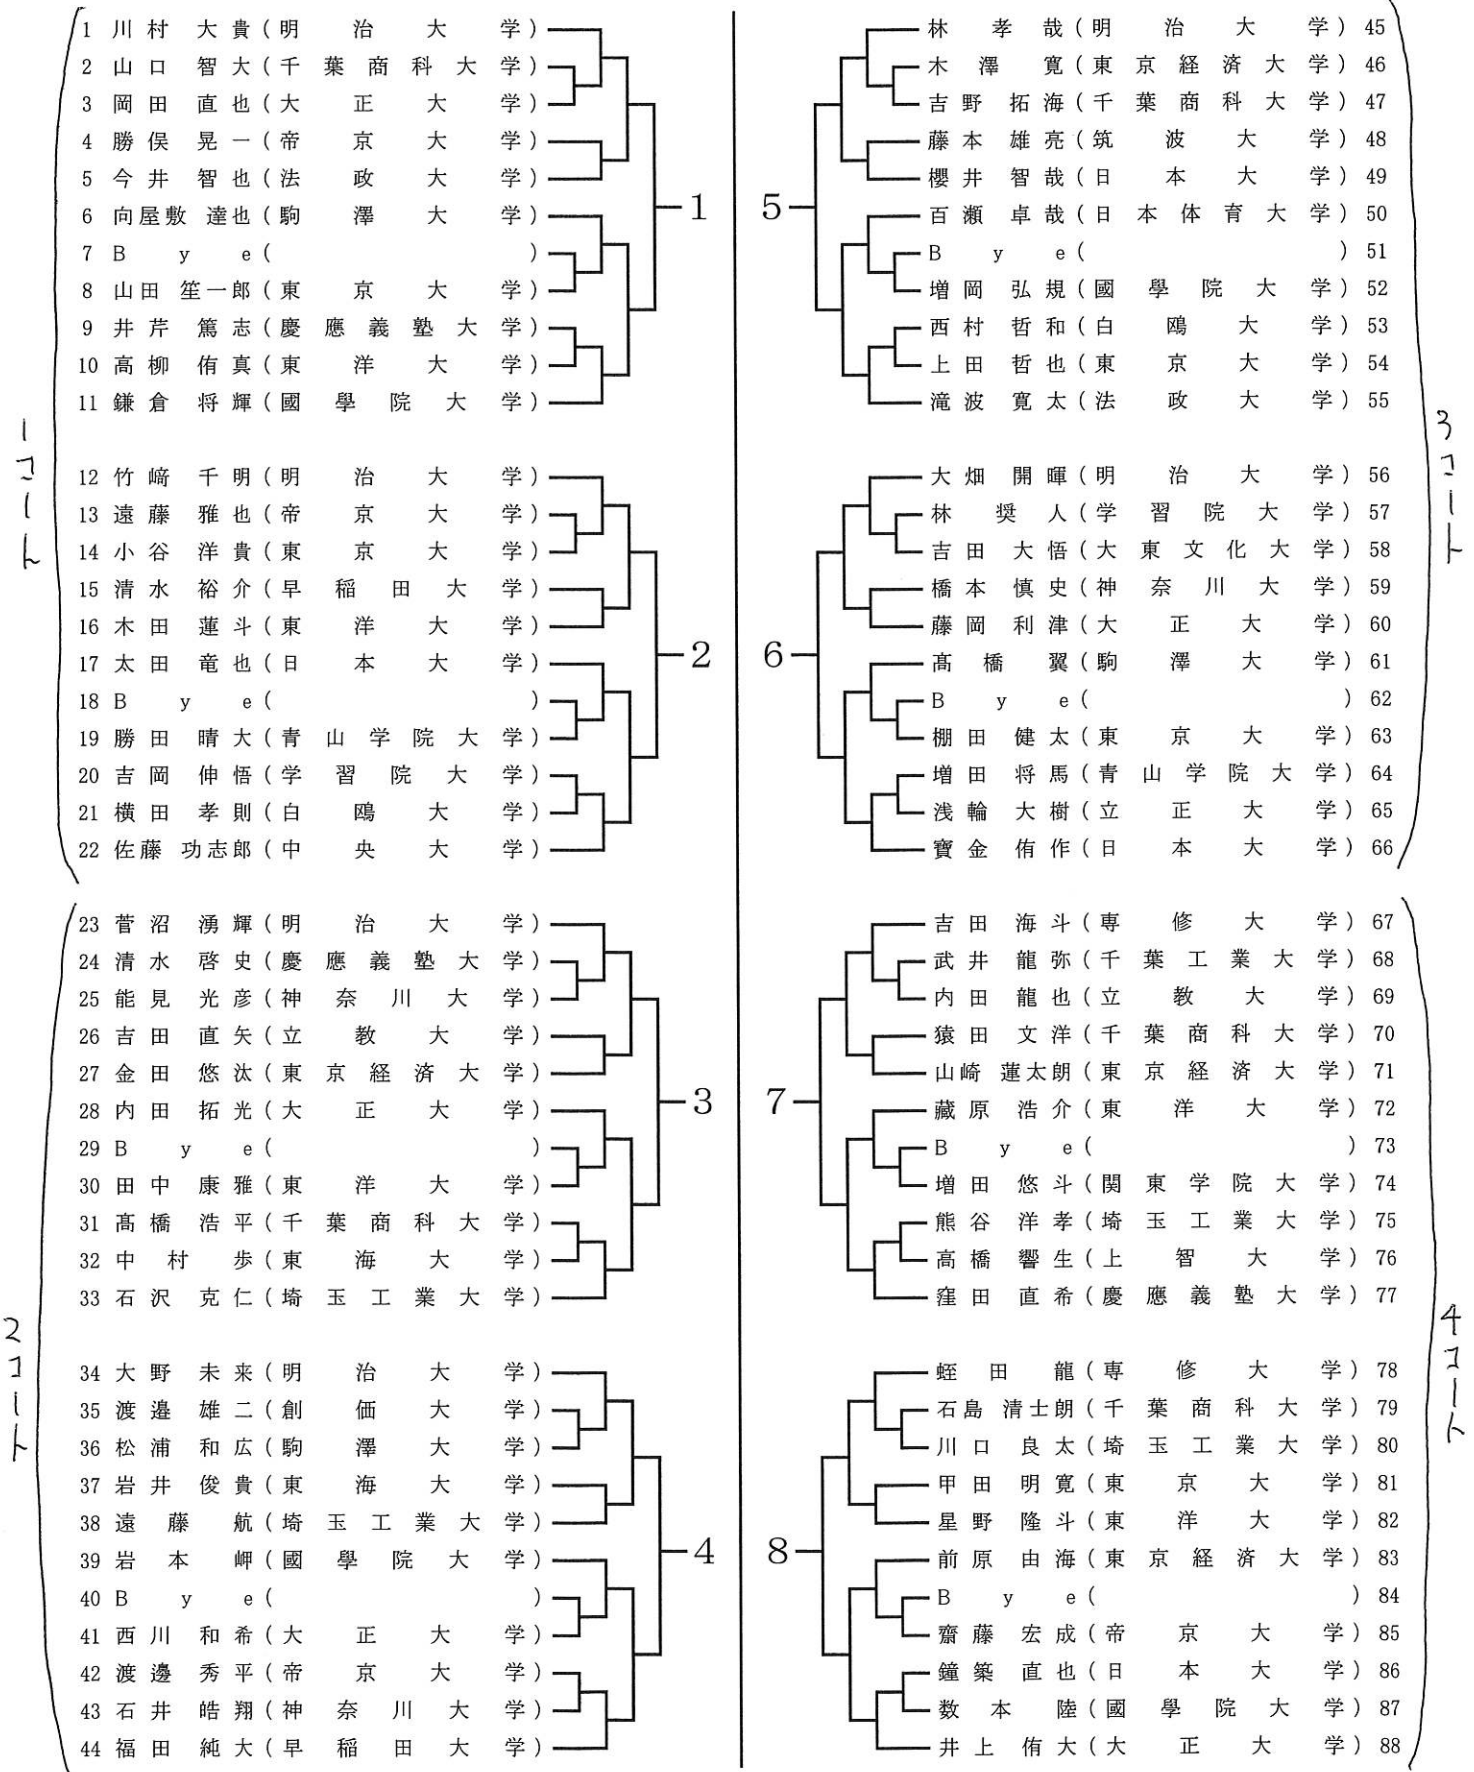 1コート
1 川村 大貴(明治大学)
2 山口 智大(千葉商科大学)
3 岡田 直也(大正大学)
4 勝俣 晃一(帝京大学)
5 今井 智也(法政大学)
6 向屋敷 達也(駒澤大学)
7 Bye( )
8 山田 笙一郎(東京大学)
9 井芹 篤志(慶應義塾大学)
10 高柳 侑真(東洋大学)
11 鎌倉 将輝(國學院大学)
1
12 竹﨑 千明(明治大学)
13 遠藤 雅也(帝京大学)
14 小谷 洋貴(東京大学)
15 清水 裕介(早稲田大学)
16 木田 蓮斗(東洋大学)
17 太田 竜也(日本大学)
18 Bye( )
19 勝田 晴大(青山学院大学)
20 吉岡 伸悟(学習院大学)
21 横田 孝則(白鴎大学)
22 佐藤 功志郎(中央大学)
2
2コート
23 菅沼 湧輝(明治大学)
24 清水 啓史(慶應義塾大学)
25 能見 光彦(神奈川大学)
26 吉田 直矢(立教大学)
27 金田 悠汰(東京経済大学)
28 内田 拓光(大正大学)
29 Bye( )
30 田中 康雅(東洋大学)
31 髙橋 浩平(千葉商科大学)
32 中村 歩(東海大学)
33 石沢 克仁(埼玉工業大学)
3
34 大野 未来(明治大学)
35 渡邉 雄二(創価大学)
36 松浦 和広(駒澤大学)
37 岩井 俊貴(東海大学)
38 遠藤 航(埼玉工業大学)
39 岩本 岬(國學院大学)
40 Bye( )
41 西川 和希(大正大学)
42 渡邊 秀平(帝京大学)
43 石井 皓翔(神奈川大学)
44 福田 純大(早稲田大学)
4
3コート
林 孝哉(明治大学) 45
木澤 寛(東京経済大学) 46
吉野 拓海(千葉商科大学) 47
藤本 雄亮(筑波大学) 48
櫻井 智哉(日本大学) 49
百瀬 卓哉(日本体育大学) 50
Bye( ) 51
増岡 弘規(國學院大学) 52
西村 哲和(白鴎大学) 53
上田 哲也(東京大学) 54
滝波 寛太(法政大学) 55
5
大畑 開暉(明治大学) 56
林 奨人(学習院大学) 57
吉田 大悟(大東文化大学) 58
橋本 慎史(神奈川大学) 59
藤岡 利津(大正大学) 60
髙橋 翼(駒澤大学) 61
Bye( ) 62
棚田 健太(東京大学) 63
増田 将馬(青山学院大学) 64
浅輪 大樹(立正大学) 65
寶金 侑作(日本大学) 66
6
4コート
吉田 海斗(専修大学) 67
武井 龍弥(千葉工業大学) 68
内田 龍也(立教大学) 69
猿田 文洋(千葉商科大学) 70
山崎 蓮太朗(東京経済大学) 71
藏原 浩介(東洋大学) 72
Bye( ) 73
増田 悠斗(関東学院大学) 74
熊谷 洋孝(埼玉工業大学) 75
高橋 響生(上智大学) 76
窪田 直希(慶應義塾大学) 77
7
蛭田 龍(専修大学) 78
石島 清士朗(千葉商科大学) 79
川口 良太(埼玉工業大学) 80
甲田 明寛(東京大学) 81
星野 隆斗(東洋大学) 82
前原 由海(東京経済大学) 83
Bye( ) 84
齋藤 宏成(帝京大学) 85
鐘築 直也(日本大学) 86
数本 陸(國學院大学) 87
井上 侑大(大正大学) 88
8